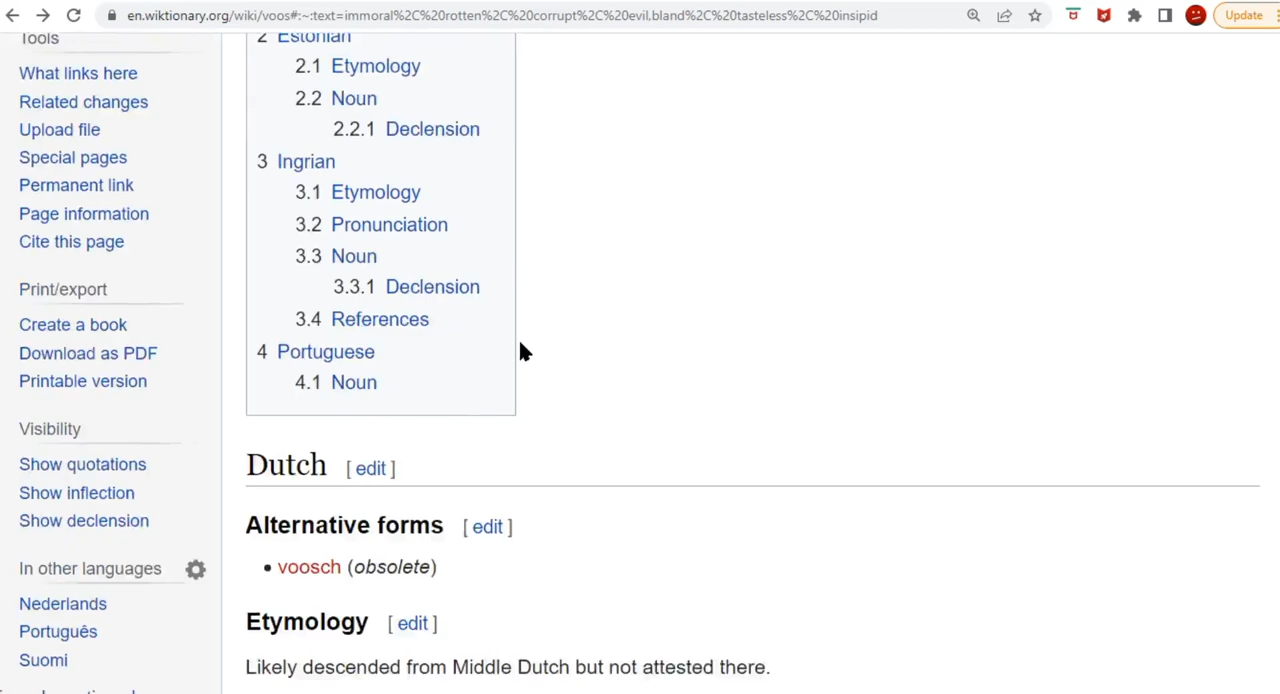 en.wiktionary.org/wiki/voos#:~:text=immoral%2C%20rotten%2C%20corrupt%2C%20evil,bland%2C%20tasteless%2C%20insipid
Update
Tools
What links here
Related changes
Upload file
Special pages
Permanent link
Page information
Cite this page
Print/export
Create a book
Download as PDF
Printable version
Visibility
Show quotations
Show inflection
Show declension
In other languages
Nederlands
Português
Suomi
2 Estonian
2.1 Etymology
2.2 Noun
2.2.1 Declension
3 Ingrian
3.1 Etymology
3.2 Pronunciation
3.3 Noun
3.3.1 Declension
3.4 References
4 Portuguese
4.1 Noun
Dutch [ edit ]
Alternative forms [ edit ]
• voosch (obsolete)
Etymology [ edit ]
Likely descended from Middle Dutch but not attested there.